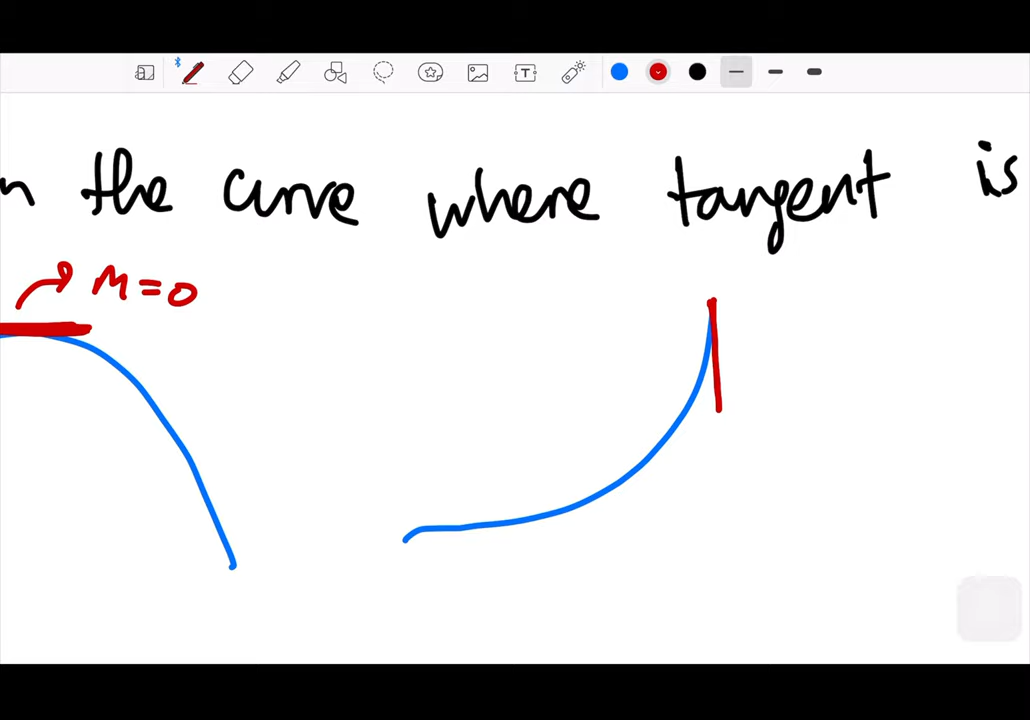 n the curve where tangent is
M = 0